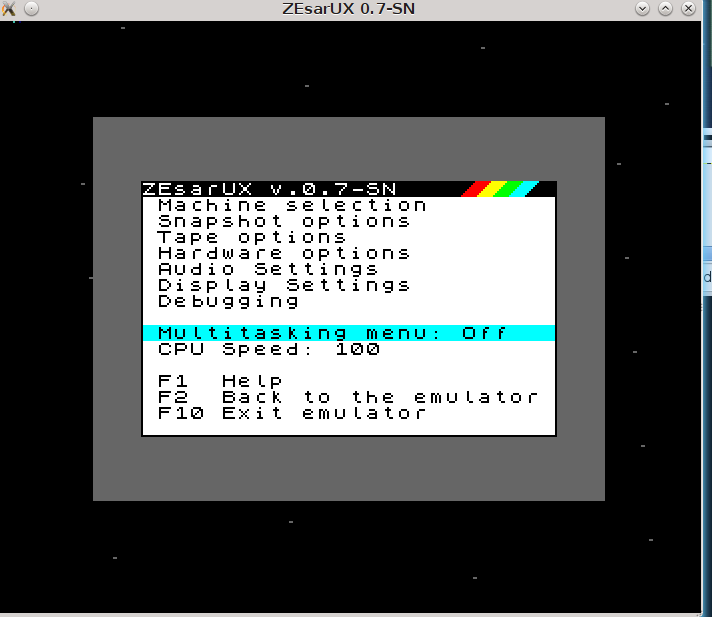 ZEsarUX 0.7-SN
ZEsarUX v.0.7-SN
Machine selection
Snapshot options
Tape options
Hardware options
Audio Settings
Display Settings
Debugging
Multitasking menu: Off
CPU Speed: 100
F1 Help
F2 Back to the emulator
F10 Exit emulator
d